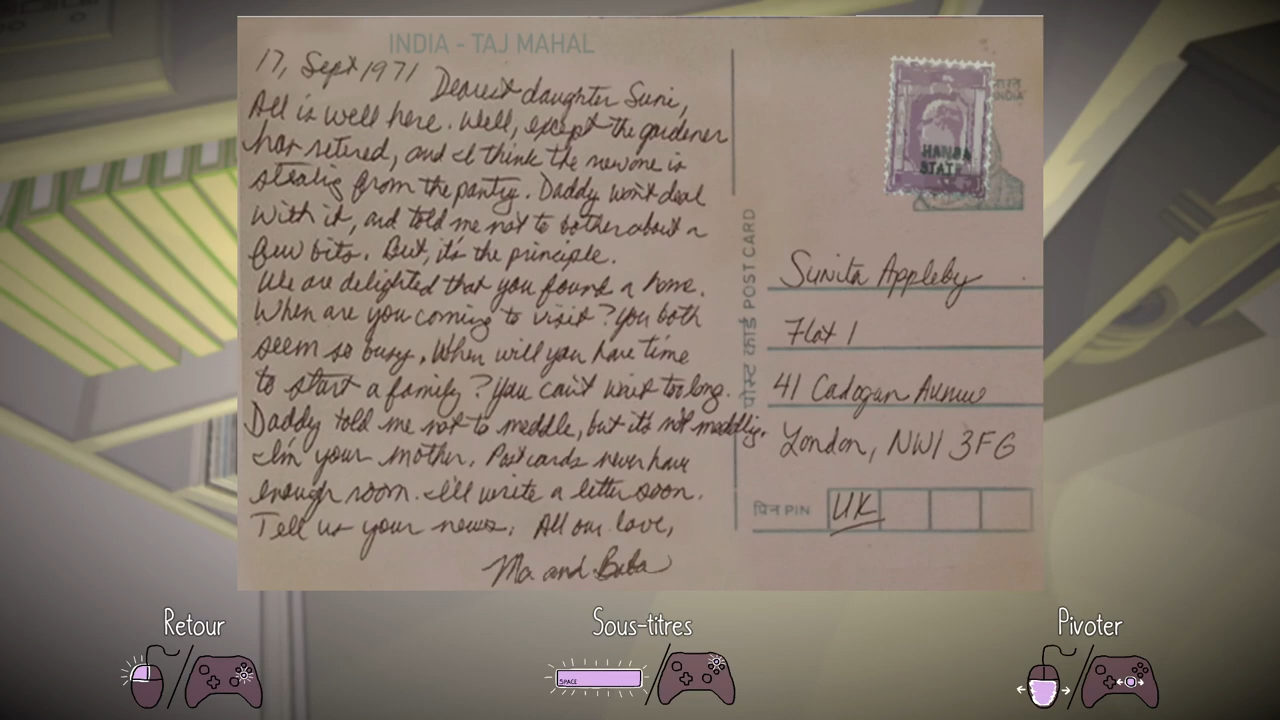 INDIA - TAJ MAHAL
17, Sept 1971
Dearest daughter Suni,
All is well here. Well, except the gardener
has retired, and I think the new one is
stealing from the pantry. Daddy won't deal
with it, and told me not to bother about a
few bits. But, it's the principle.
We are delighted that you found a home.
When are you coming to visit? You both
seem so busy. When will you have time
to start a family? You can't wait too long.
Daddy told me not to meddle, but it's not meddling.
I'm your mother. Postcards never have
enough room. I'll write a letter soon.
Tell us your news. All our love,
Ma and Baba
पोस्ट कार्ड POST CARD
HANDA
STATE
INDIA
Sunita Appleby
Flat 1
41 Cadogan Avenue
London, NW1 3FG
पिन PIN UK
Retour
Sous-titres
Pivoter
SPACE